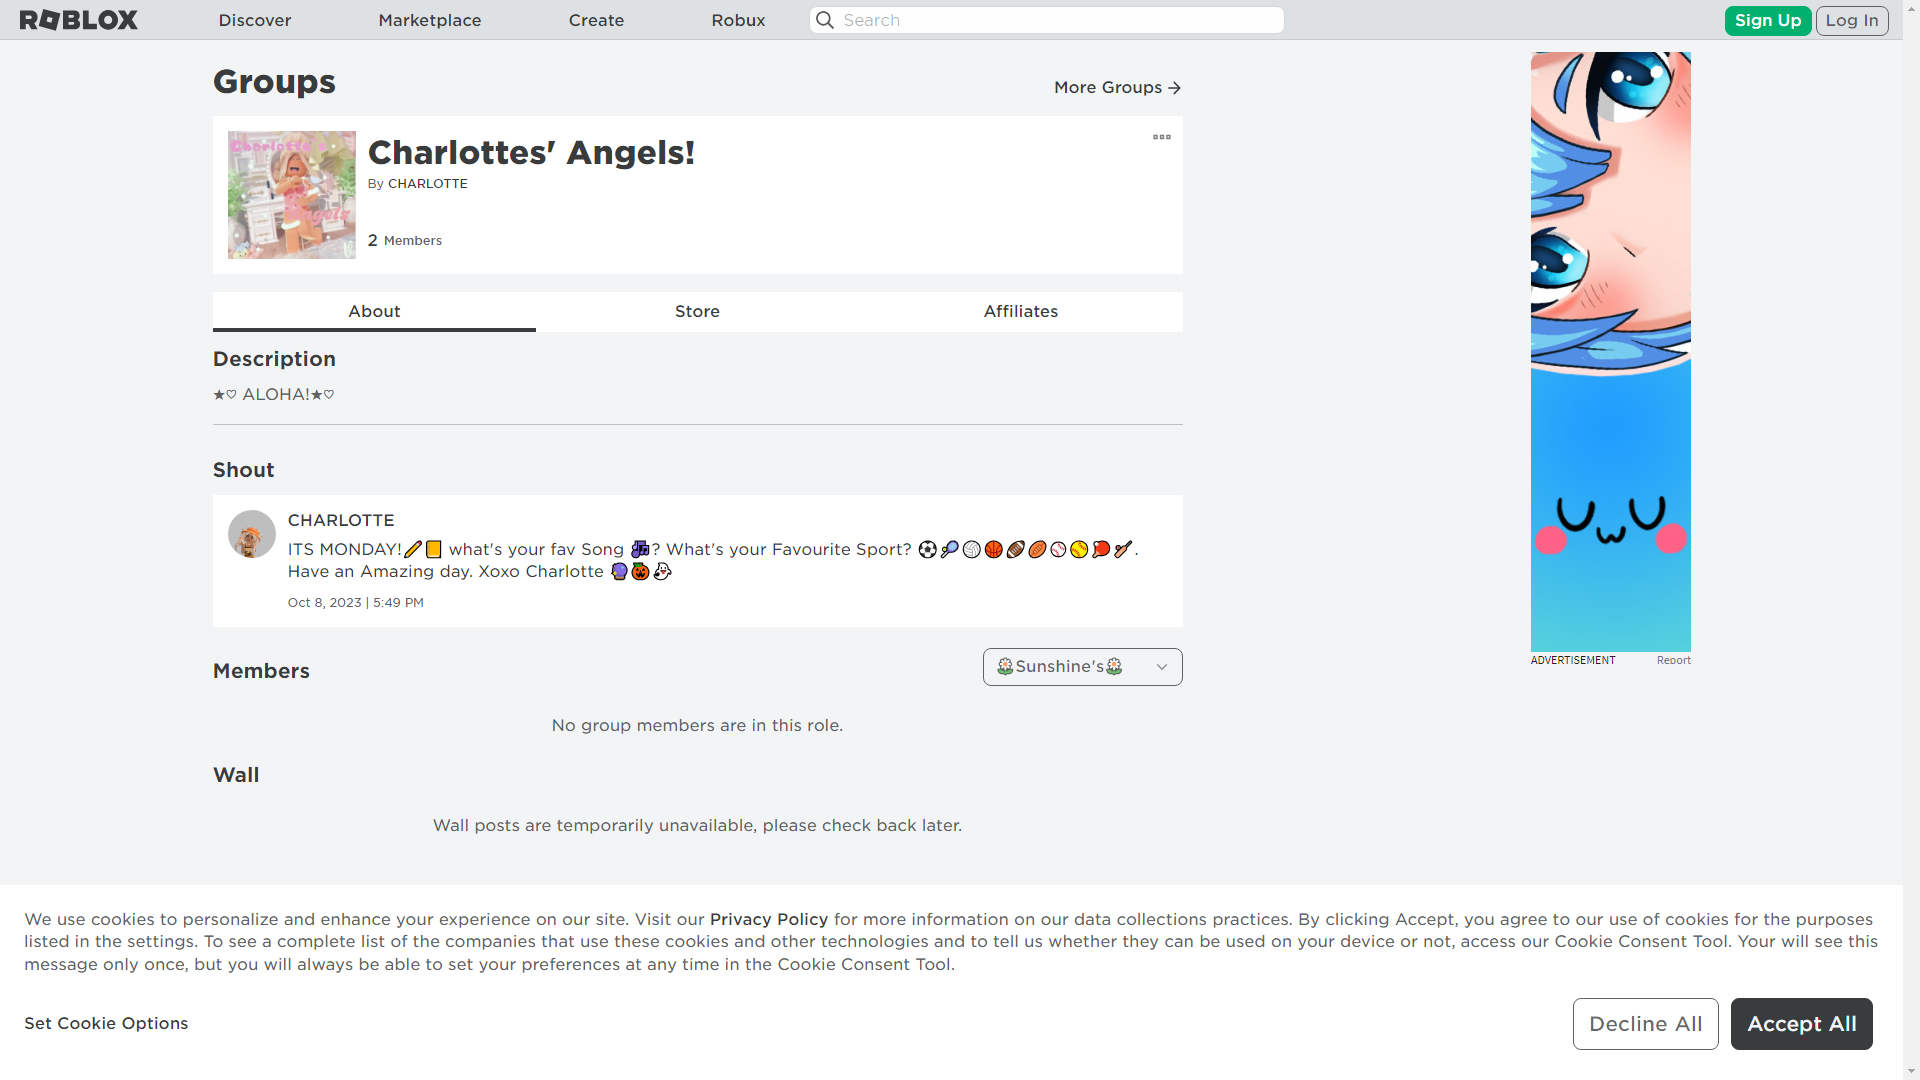 ROBLOX Discover Marketplace Create Robux Search Sign Up Log In
Groups
More Groups →
Charlotte's
Angels
Charlottes' Angels!
By CHARLOTTE
2 Members
About Store Affiliates
Description
★♡ ALOHA!★♡
Shout
CHARLOTTE
ITS MONDAY!✏️📒 what's your fav Song 🎶? What's your Favourite Sport? ⚽🎾🏐🏀🏈🏉⚾🥎🏓🏏.
Have an Amazing day. Xoxo Charlotte 🔮🎃👻
Oct 8, 2023 | 5:49 PM
Members
🌼Sunshine's🌼
No group members are in this role.
Wall
Wall posts are temporarily unavailable, please check back later.
ADVERTISEMENT Report
We use cookies to personalize and enhance your experience on our site. Visit our Privacy Policy for more information on our data collections practices. By clicking Accept, you agree to our use of cookies for the purposes
listed in the settings. To see a complete list of the companies that use these cookies and other technologies and to tell us whether they can be used on your device or not, access our Cookie Consent Tool. Your will see this
message only once, but you will always be able to set your preferences at any time in the Cookie Consent Tool.
Set Cookie Options
Decline All
Accept All